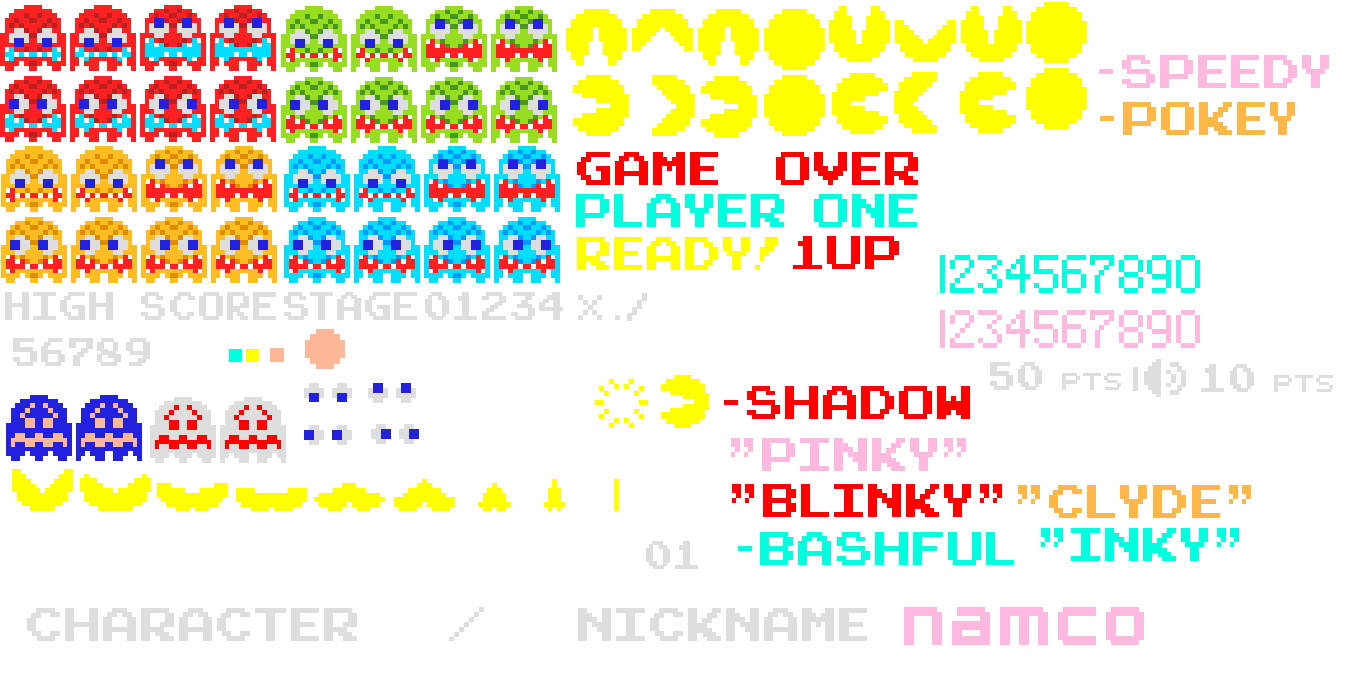 -SPEEDY
-POKEY
GAME OVER
PLAYER ONE
READY! 1UP
1234567890
HIGH SCORE STAGE 01234 X./
1234567890
56789
50 PTS 10 PTS
-SHADOW
"PINKY"
"BLINKY" "CLYDE"
01 -BASHFUL "INKY"
CHARACTER / NICKNAME namco